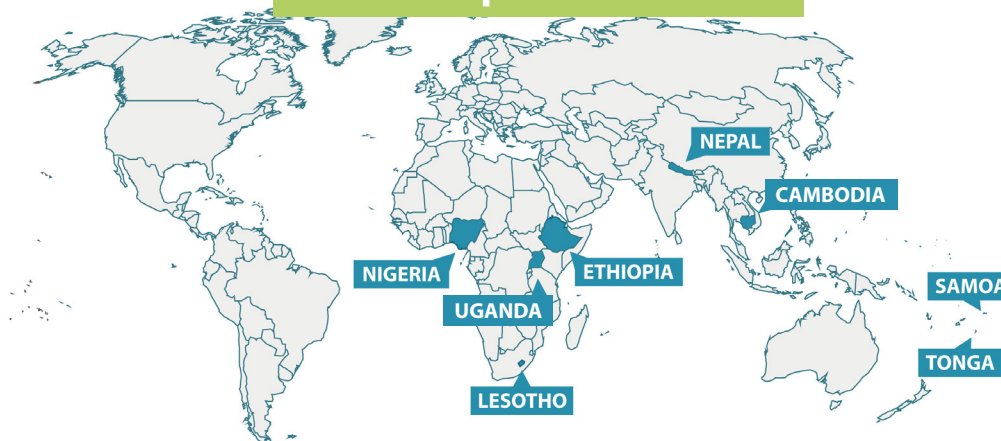 NEPAL
CAMBODIA
NIGERIA
ETHIOPIA
SAMOA
UGANDA
TONGA
LESOTHO